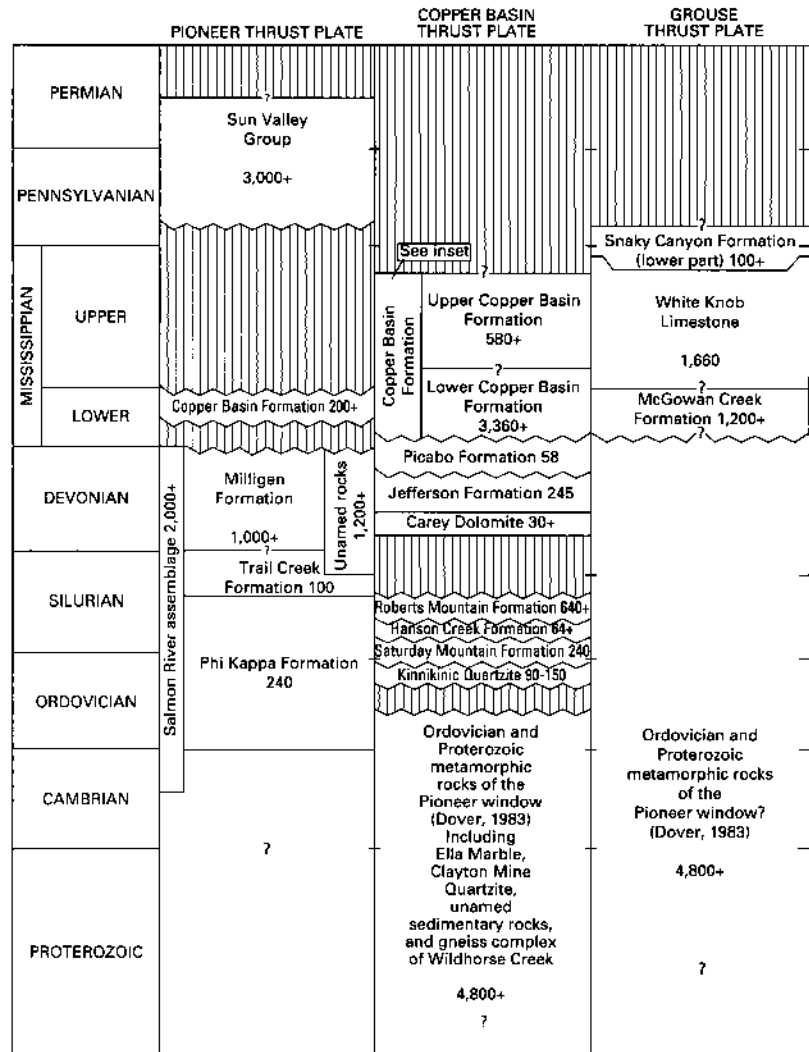 PIONEER THRUST PLATE
COPPER BASIN
THRUST PLATE
GROUSE
THRUST PLATE
PERMIAN
PENNSYLVANIAN
MISSISSIPPIAN
UPPER
LOWER
DEVONIAN
SILURIAN
ORDOVICIAN
CAMBRIAN
PROTEROZOIC
?
Sun Valley
Group
3,000+
Copper Basin Formation 200+
Salmon River assemblage 2,000+
Milligen
Formation
1,000+
Unnamed rocks
1,200+
?
Trail Creek
Formation 100
Phi Kappa Formation
240
?
See inset
?
Copper Basin
Formation
Upper Copper Basin
Formation
580+
?
Lower Copper Basin
Formation
3,360+
Picabo Formation 58
Jefferson Formation 245
Carey Dolomite 30+
Roberts Mountain Formation 640+
Hanson Creek Formation 64+
Saturday Mountain Formation 240
Kinnikinic Quartzite 90-150
Ordovician and
Proterozoic
metamorphic
rocks of the
Pioneer window
(Dover, 1983)
Including
Ella Marble,
Clayton Mine
Quartzite,
unamed
sedimentary rocks,
and gneiss complex
of Wildhorse Creek
4,800+
?
?
Snaky Canyon Formation
(lower part) 100+
White Knob
Limestone
1,660
?
McGowan Creek
Formation 1,200+
?
Ordovician and
Proterozoic
metamorphic rocks
of the
Pioneer window?
(Dover, 1983)
4,800+
?